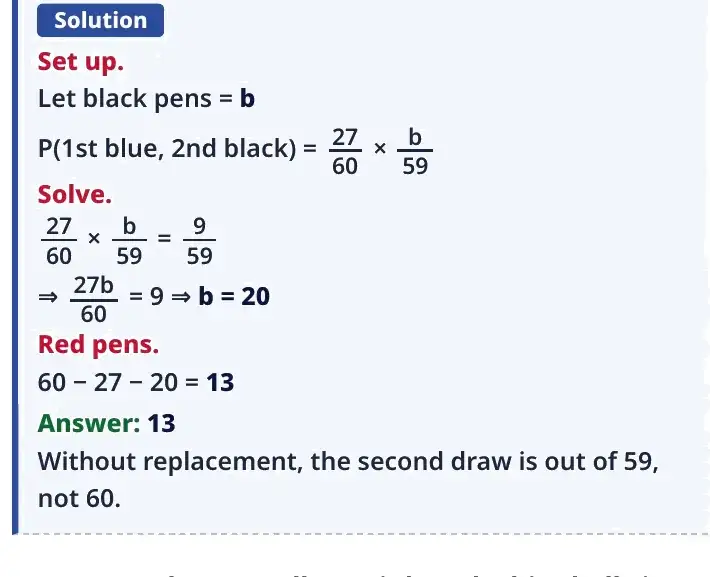 Solution
Set up.
Let black pens = b
P(1st blue, 2nd black) = 27/60 × b/59
Solve.
27/60 × b/59 = 9/59
⇒ 27b/60 = 9 ⇒ b = 20
Red pens.
60 − 27 − 20 = 13
Answer: 13
Without replacement, the second draw is out of 59,
not 60.